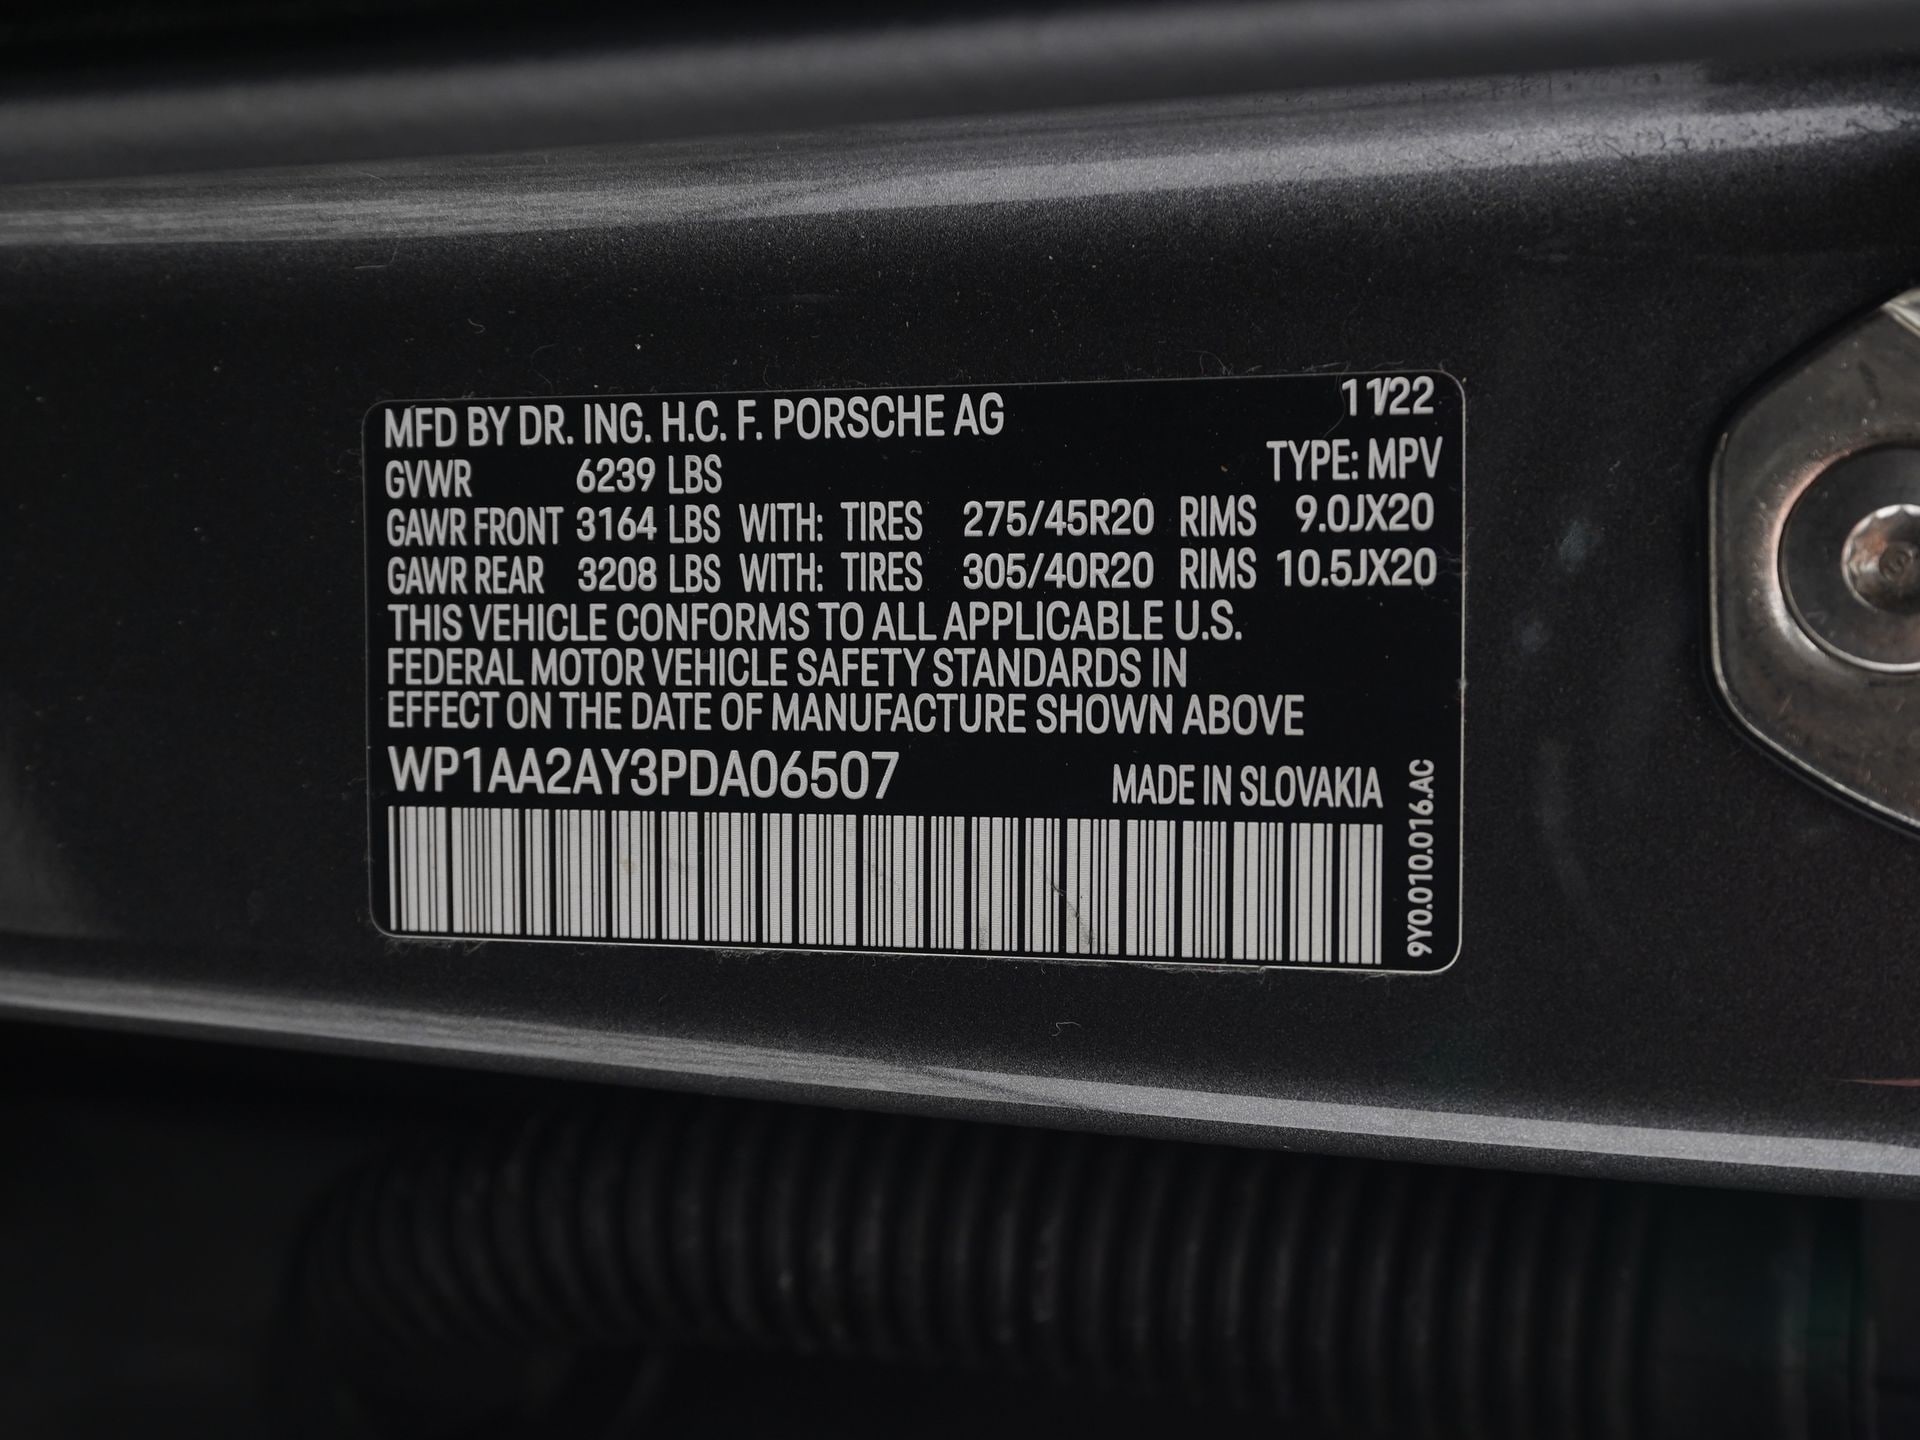 MFD BY DR. ING. H.C. F. PORSCHE AG 11/22
GVWR 6239 LBS TYPE: MPV
GAWR FRONT 3164 LBS WITH: TIRES 275/45R20 RIMS 9.0JX20
GAWR REAR 3208 LBS WITH: TIRES 305/40R20 RIMS 10.5JX20
THIS VEHICLE CONFORMS TO ALL APPLICABLE U.S.
FEDERAL MOTOR VEHICLE SAFETY STANDARDS IN
EFFECT ON THE DATE OF MANUFACTURE SHOWN ABOVE
WP1AA2AY3PDA06507 MADE IN SLOVAKIA
9Y0.010.016.AC